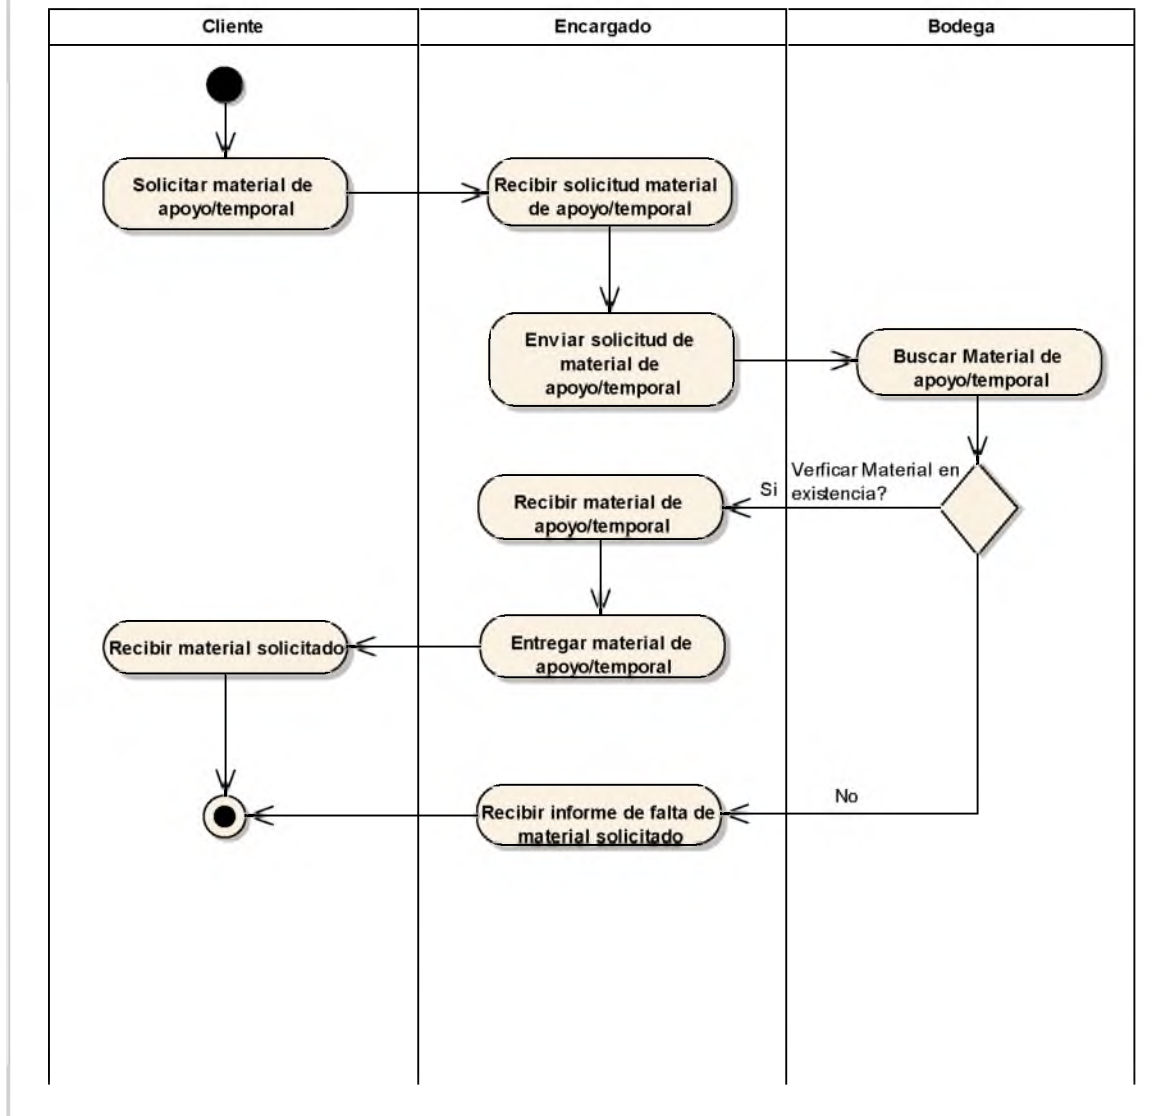 Cliente
Encargado
Bodega
Solicitar material de
apoyo/temporal
Recibir solicitud material
de apoyo/temporal
Enviar solicitud de
material de
apoyo/temporal
Buscar Material de
apoyo/temporal
Verficar Material en
existencia?
Si
Recibir material de
apoyo/temporal
Entregar material de
apoyo/temporal
Recibir material solicitado
No
Recibir informe de falta de
material solicitado